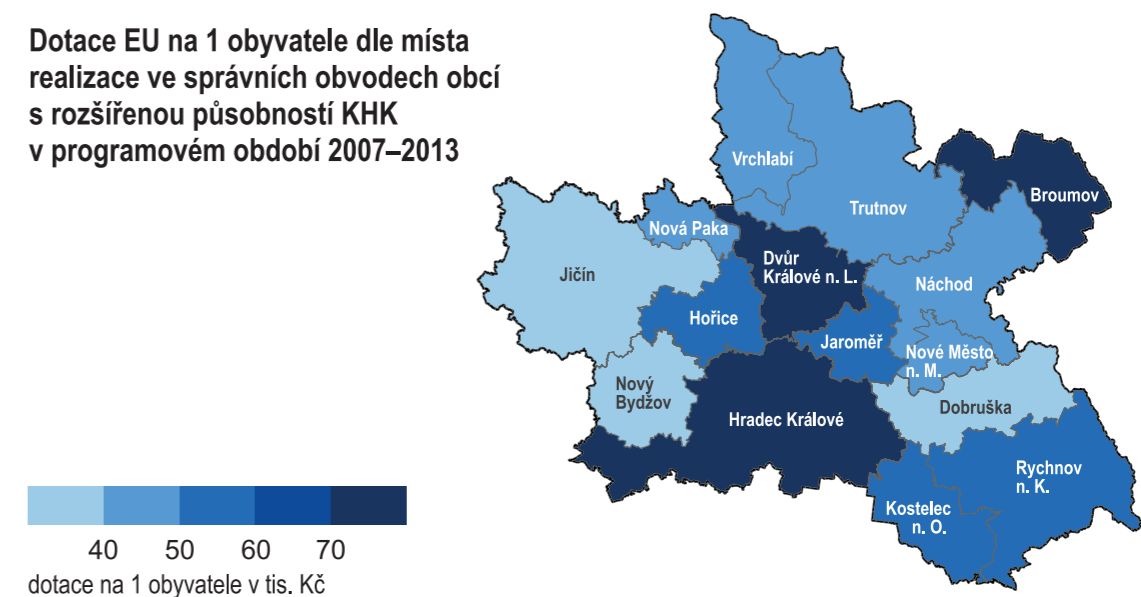 Dotace EU na 1 obyvatele dle místa
realizace ve správních obvodech obcí
s rozšířenou působností KHK
v programovém období 2007–2013
Vrchlabí
Broumov
Trutnov
Nová Paka
Dvůr
Králové n. L.
Jičín
Náchod
Hořice
Jaroměř
Nové Město
n. M.
Nový
Bydžov
Dobruška
Hradec Králové
Rychnov
n. K.
Kostelec
n. O.
40 50 60 70
dotace na 1 obyvatele v tis. Kč